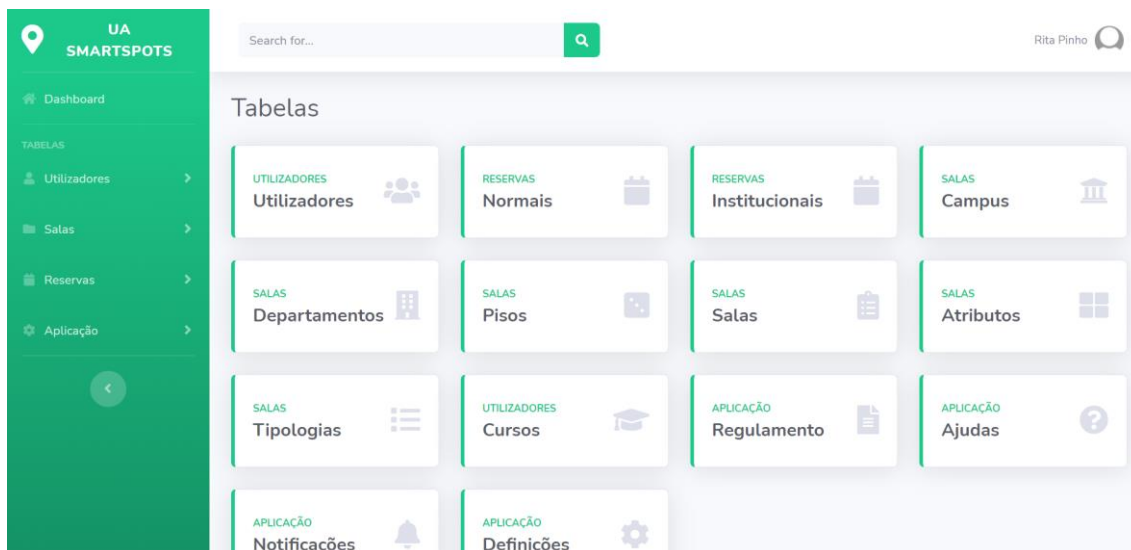 UA
SMARTSPOTS
Search for...
Rita Pinho
Dashboard
TABELAS
Utilizadores
Salas
Reservas
Aplicação
Tabelas
UTILIZADORES
Utilizadores
RESERVAS
Normais
RESERVAS
Institucionais
SALAS
Campus
SALAS
Departamentos
SALAS
Pisos
SALAS
Salas
SALAS
Atributos
SALAS
Tipologias
UTILIZADORES
Cursos
APLICAÇÃO
Regulamento
APLICAÇÃO
Ajudas
APLICAÇÃO
Notificações
APLICAÇÃO
Definições